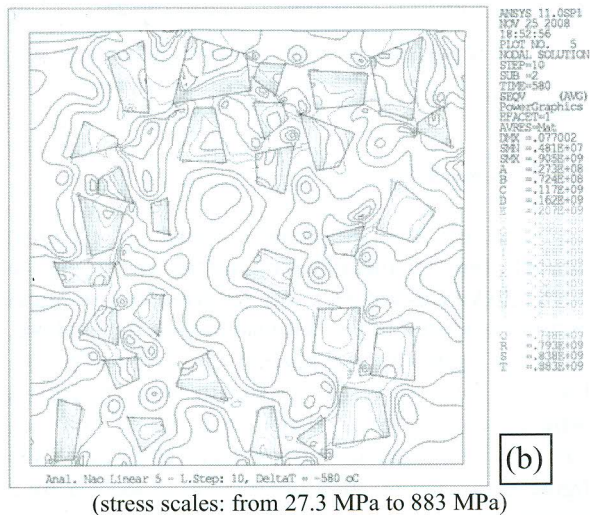 ANSYS 11.0SP1
NOV 25 2008
18:52:56
PLOT NO. 5
NODAL SOLUTION
STEP=10
SUB =2
TIME=580
SEQV (AVG)
PowerGraphics
EFACET=1
AVRES=Mat
DMX =.077002
SMN =.481E+07
SMX =.905E+09
A =.273E+08
B =.724E+08
C =.117E+09
D =.162E+09
E =.207E+09
Q =.748E+09
R =.793E+09
S =.838E+09
T =.883E+09
(b)
Anal. Nao Linear 5 - L.Step: 10, DeltaT = -580 oC
(stress scales: from 27.3 MPa to 883 MPa)